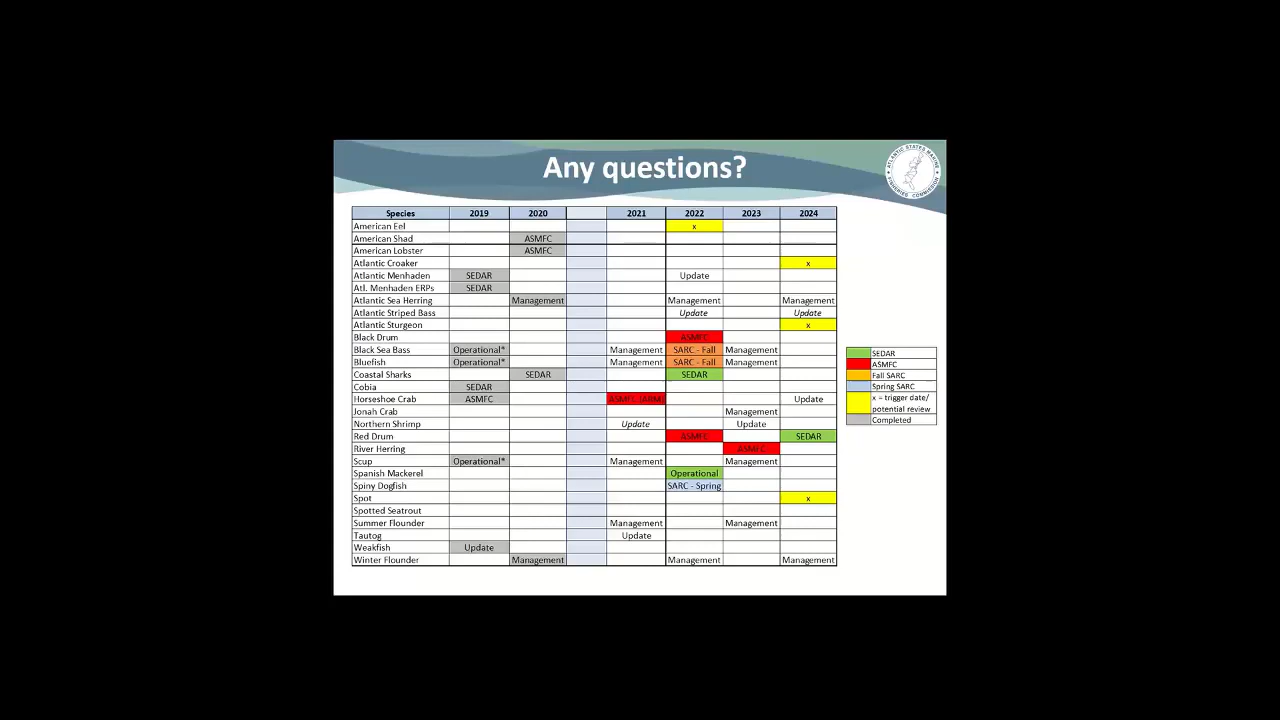 Any questions?
ATLANTIC STATES MARINE FISHERIES COMMISSION
Species 2019 2020 2021 2022 2023 2024
American Eel x
American Shad ASMFC
American Lobster ASMFC
Atlantic Croaker x
Atlantic Menhaden SEDAR Update
Atl. Menhaden ERPs SEDAR
Atlantic Sea Herring Management Management Management
Atlantic Striped Bass Update Update
Atlantic Sturgeon x
Black Drum ASMFC
Black Sea Bass Operational* Management SARC - Fall Management
Bluefish Operational* Management SARC - Fall Management
Coastal Sharks SEDAR SEDAR
Cobia SEDAR
Horseshoe Crab ASMFC ASMFC (ARM) Update
Jonah Crab Management
Northern Shrimp Update Update
Red Drum ASMFC SEDAR
River Herring ASMFC
Scup Operational* Management Management
Spanish Mackerel Operational
Spiny Dogfish SARC - Spring
Spot x
Spotted Seatrout
Summer Flounder Management Management
Tautog Update
Weakfish Update
Winter Flounder Management Management Management
SEDAR
ASMFC
Fall SARC
Spring SARC
x = trigger date/
potential review
Completed